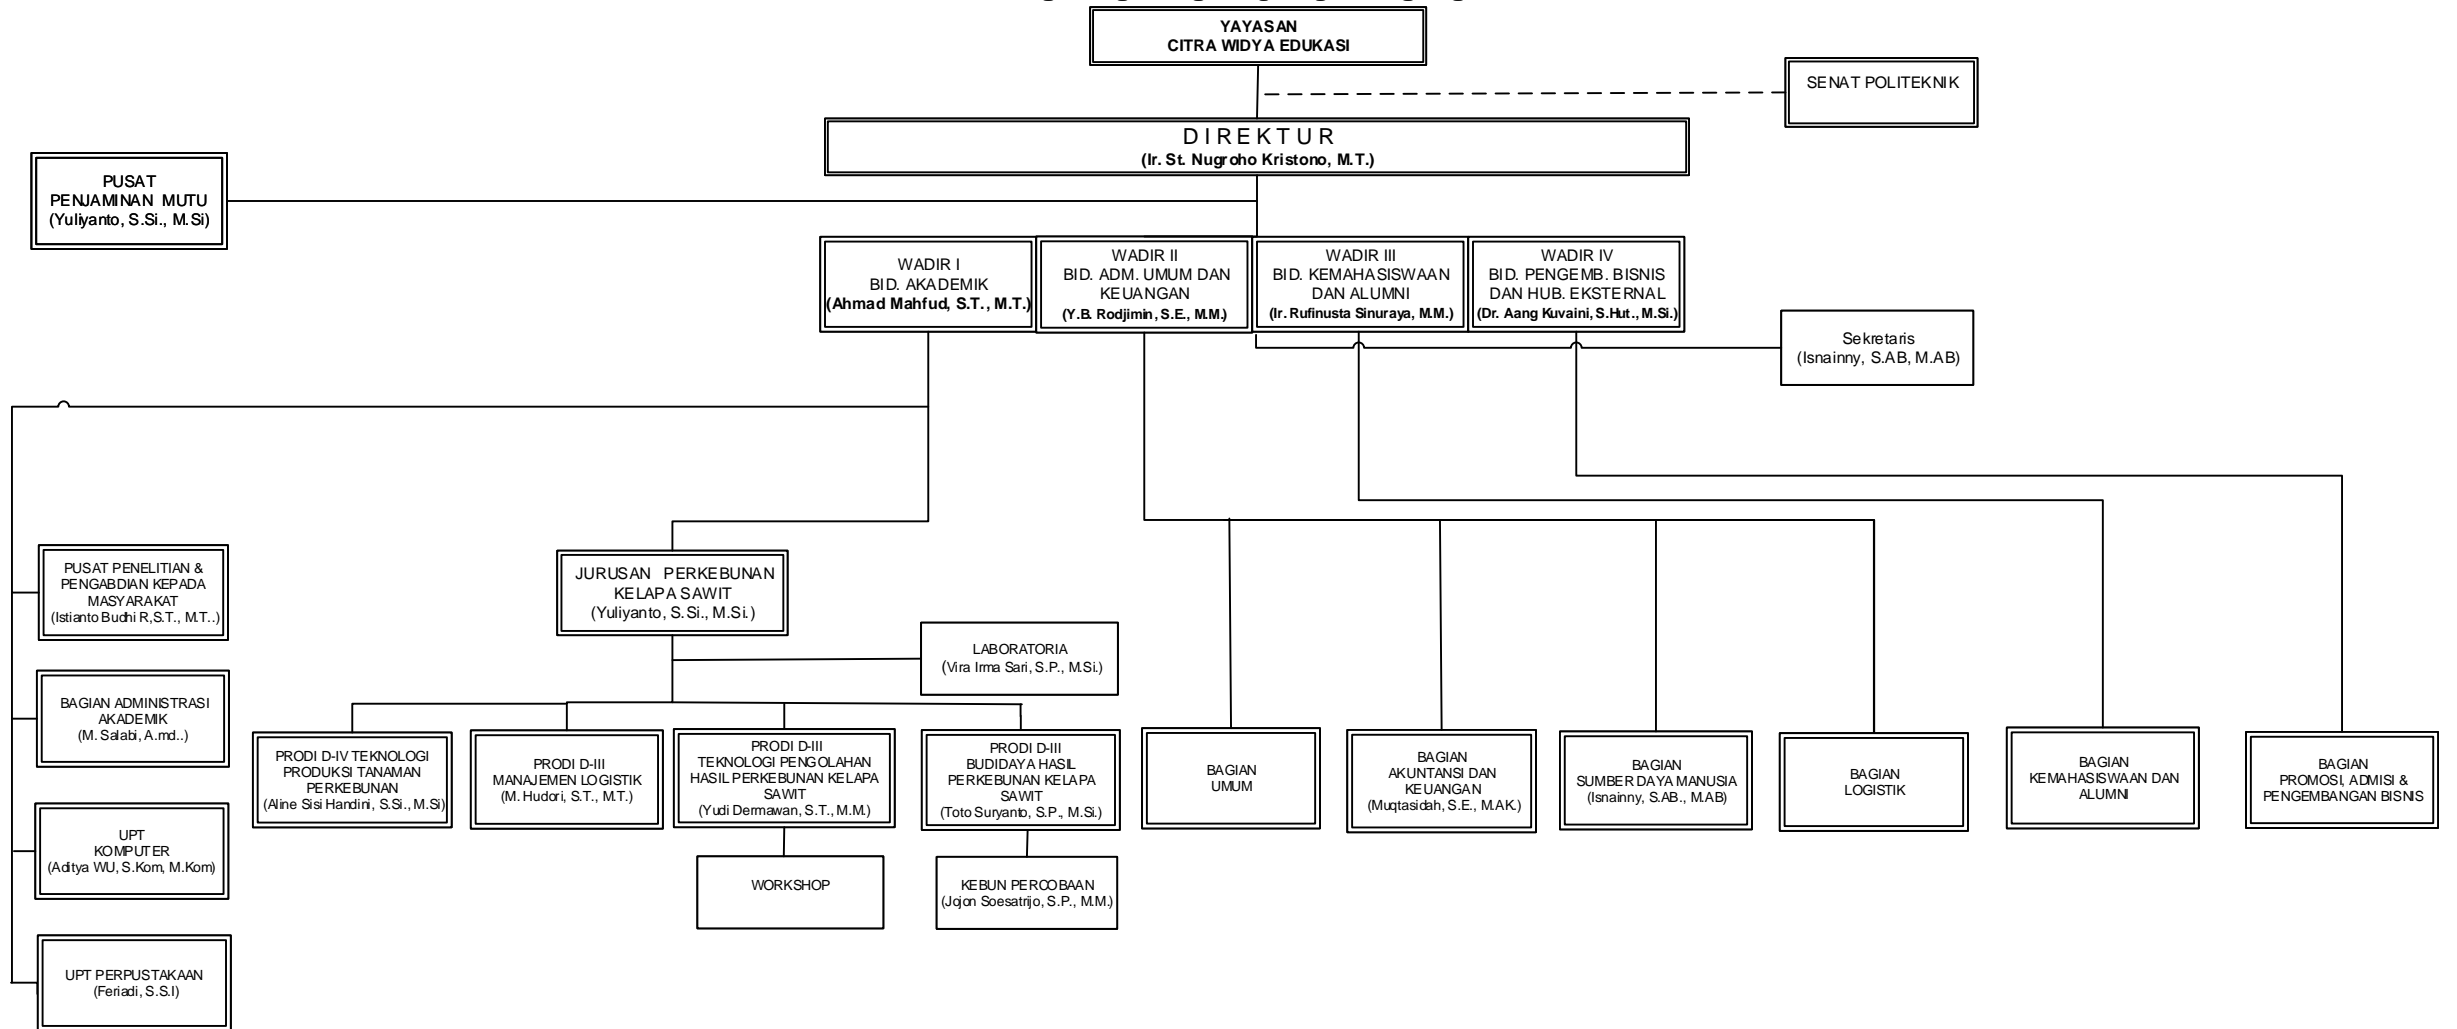 YAYASAN
CITRA WIDYA EDUKASI
SENAT POLITEKNIK
D I R E K T U R
(Ir. St. Nugroho Kristono, M.T.)
PUSAT
PENJAMINAN MUTU
(Yuliyanto, S.Si., M.Si)
WADIR I
BID. AKADEMIK
(Ahmad Mahfud, S.T., M.T.)
WADIR II
BID. ADM. UMUM DAN
KEUANGAN
(Y.B. Rodjimin, S.E., M.M.)
WADIR III
BID. KEMAHASISWAAN
DAN ALUMNI
(Ir. Rufinusta Sinuraya, M.M.)
WADIR IV
BID. PENGEMB. BISNIS
DAN HUB. EKSTERNAL
(Dr. Aang Kuvaini, S.Hut., M.Si.)
Sekretaris
(Isnainny, S.AB, M.AB)
PUSAT PENELITIAN &
PENGABDIAN KEPADA
MASYARAKAT
(Istianto Budhi R,S.T., M.T..)
BAGIAN ADMINISTRASI
AKADEMIK
(M. Salabi, A.md..)
UPT
KOMPUTER
(Aditya WU, S.Kom, M.Kom)
UPT PERPUSTAKAAN
(Feriadi, S.S.I)
JURUSAN PERKEBUNAN
KELAPA SAWIT
(Yuliyanto, S.Si., M.Si.)
LABORATORIA
(Vira Irma Sari, S.P., M.Si.)
PRODI D-IV TEKNOLOGI
PRODUKSI TANAMAN
PERKEBUNAN
(Aline Sisi Handini, S.Si., M.Si)
PRODI D-III
MANAJEMEN LOGISTIK
(M. Hudori, S.T., M.T.)
PRODI D-III
TEKNOLOGI PENGOLAHAN
HASIL PERKEBUNAN KELAPA
SAWIT
(Yudi Dermawan, S.T., M.M.)
PRODI D-III
BUDIDAYA HASIL
PERKEBUNAN KELAPA
SAWIT
(Toto Suryanto, S.P., M.Si.)
WORKSHOP
KEBUN PERCOBAAN
(Jojon Soesatrijo, S.P., M.M.)
BAGIAN
UMUM
BAGIAN
AKUNTANSI DAN
KEUANGAN
(Muqtasidah, S.E., M.AK.)
BAGIAN
SUMBER DAYA MANUSIA
(Isnainny, S.AB., M.AB)
BAGIAN
LOGISTIK
BAGIAN
KEMAHASISWAAN DAN
ALUMNI
BAGIAN
PROMOSI, ADMISI &
PENGEMBANGAN BISNIS